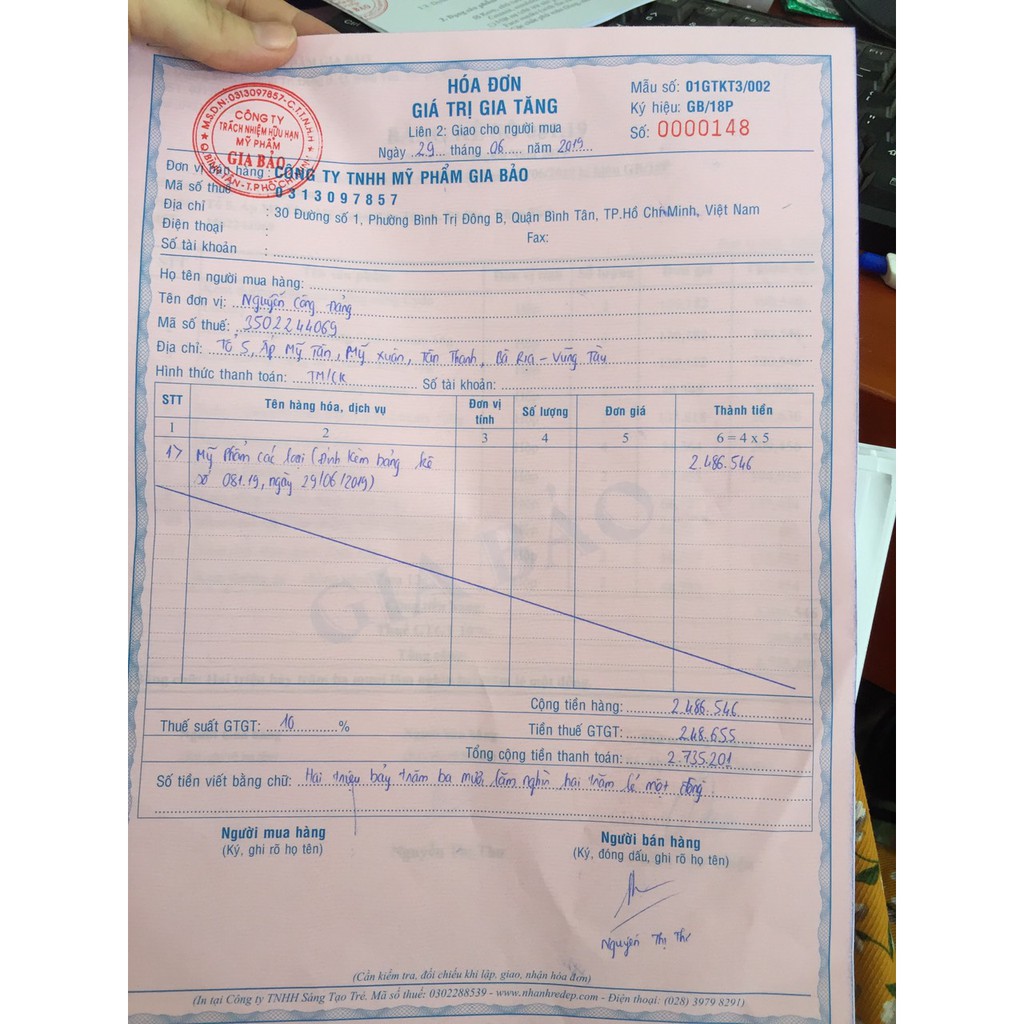 HÓA ĐƠN
GIÁ TRỊ GIA TĂNG
Liên 2: Giao cho người mua
Ngày 29 tháng 06 năm 2019
Mẫu số: 01GTKT3/002
Ký hiệu: GB/18P
Số: 0000148
M.S.D.N:0313097857-C.T.T.N.H.H
CÔNG TY
TRÁCH NHIỆM HỮU HẠN
MỸ PHẨM
GIA BẢO
Đơn vị bán hàng: CÔNG TY TNHH MỸ PHẨM GIA BẢO
Mã số thuế 0313097857
Địa chỉ : 30 Đường số 1, Phường Bình Trị Đông B, Quận Bình Tân, TP.Hồ Chí Minh, Việt Nam
Điện thoại : Fax:
Số tài khoản :
Họ tên người mua hàng:
Tên đơn vị: Nguyễn Công Đảng
Mã số thuế: 3502244069
Địa chỉ: Tổ 5, Ấp Mỹ Tân, Mỹ Xuân, Tân Thành, Bà Rịa - Vũng Tàu
Hình thức thanh toán: TM/CK Số tài khoản:
STT Tên hàng hóa, dịch vụ Đơn vị tính Số lượng Đơn giá Thành tiền
1 2 3 4 5 6 = 4 x 5
1> Mỹ phẩm các loại (Đính kèm bảng kê 2.486.546
số 081.19, ngày 29/06/2019)
GIA BẢO
Cộng tiền hàng: 2.486.546
Thuế suất GTGT: 10 % Tiền thuế GTGT: 248.655
Tổng cộng tiền thanh toán: 2.735.201
Số tiền viết bằng chữ: Hai triệu bảy trăm ba mươi lăm nghìn hai trăm lẻ một đồng.
Người mua hàng
(Ký, ghi rõ họ tên)
Người bán hàng
(Ký, đóng dấu, ghi rõ họ tên)
Nguyễn Thị Thi
(Cần kiểm tra, đối chiếu khi lập, giao, nhận hóa đơn)
(In tại Công ty TNHH Sáng Tạo Trẻ. Mã số thuế: 0302288539 - www.nhanhredep.com - Điện thoại: (028) 3979 8291)